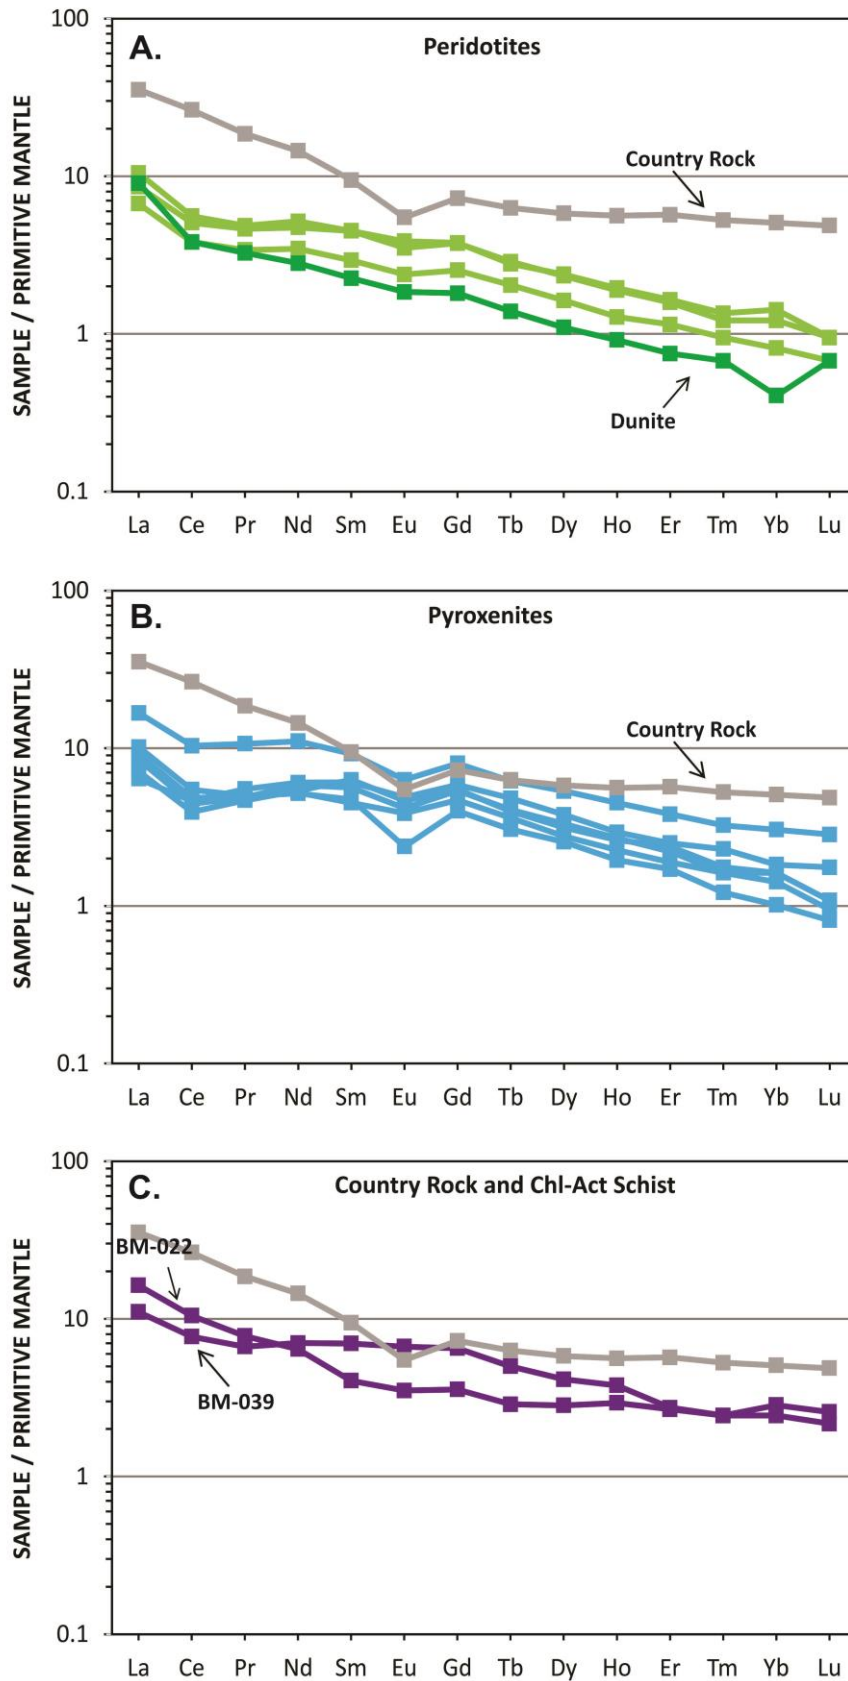 A.
Peridotites
SAMPLE / PRIMITIVE MANTLE
100
10
1
0.1
Country Rock
Dunite
La Ce Pr Nd Sm Eu Gd Tb Dy Ho Er Tm Yb Lu
B.
Pyroxenites
SAMPLE / PRIMITIVE MANTLE
100
10
1
0.1
Country Rock
La Ce Pr Nd Sm Eu Gd Tb Dy Ho Er Tm Yb Lu
C.
Country Rock and Chl-Act Schist
SAMPLE / PRIMITIVE MANTLE
100
10
1
0.1
BM-022
BM-039
La Ce Pr Nd Sm Eu Gd Tb Dy Ho Er Tm Yb Lu